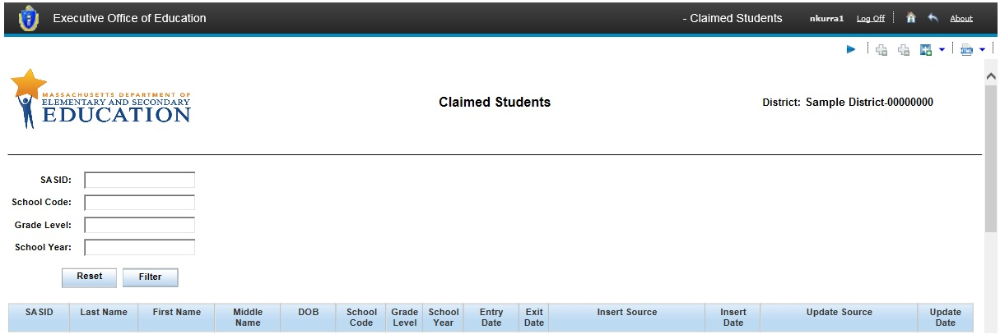 Executive Office of Education - Claimed Students nkurra1 Log Off About
MASSACHUSETTS DEPARTMENT OF
ELEMENTARY AND SECONDARY
EDUCATION
Claimed Students
District: Sample District-00000000
SASID:
School Code:
Grade Level:
School Year:
Reset Filter
SASID Last Name First Name Middle Name DOB School Code Grade Level School Year Entry Date Exit Date Insert Source Insert Date Update Source Update Date